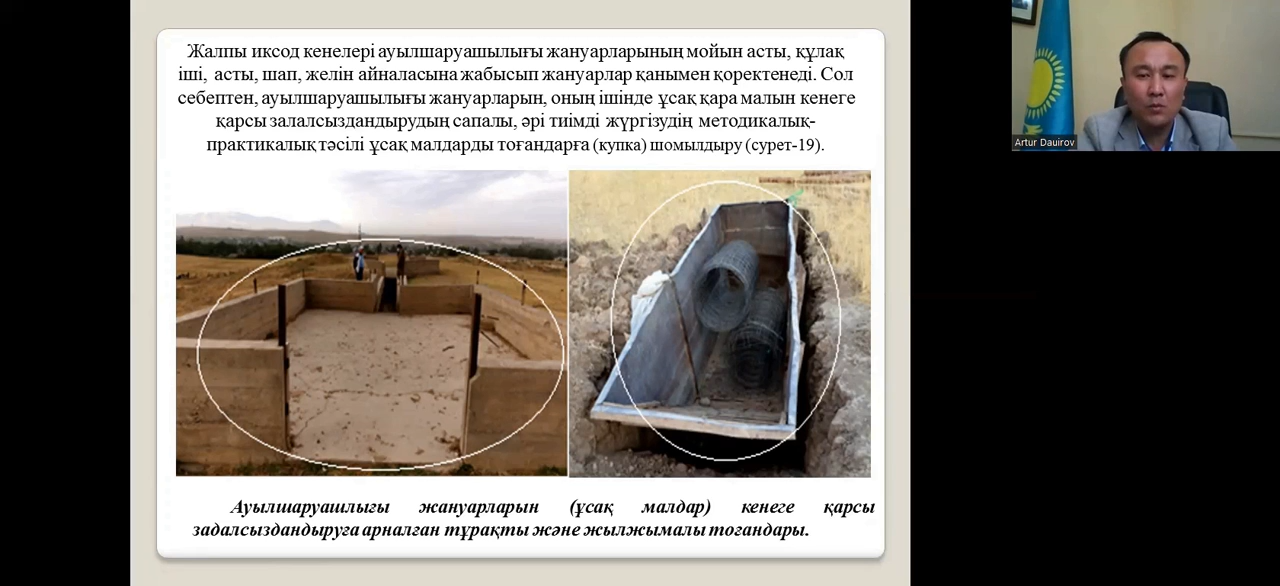 Жалпы иксод кенелері ауылшаруашылығы жануарларының мойын асты, құлақ
іші, асты, шап, желін айналасына жабысып жануарлар қанымен қоректенеді. Сол
себептен, ауылшаруашылығы жануарларын, оның ішінде ұсақ қара малын кенеге
қарсы залалсыздандырудың сапалы, әрі тиімді жүргізудің методикалық-
практикалық тәсілі ұсақ малдарды тоғандарға (купка) шомылдыру (сурет-19).
Ауылшаруашлығы жануарларын (ұсақ малдар) кенеге қарсы
задалсыздандыруға арналған тұрақты және жылжымалы тоғандары.
Artur Dauirov